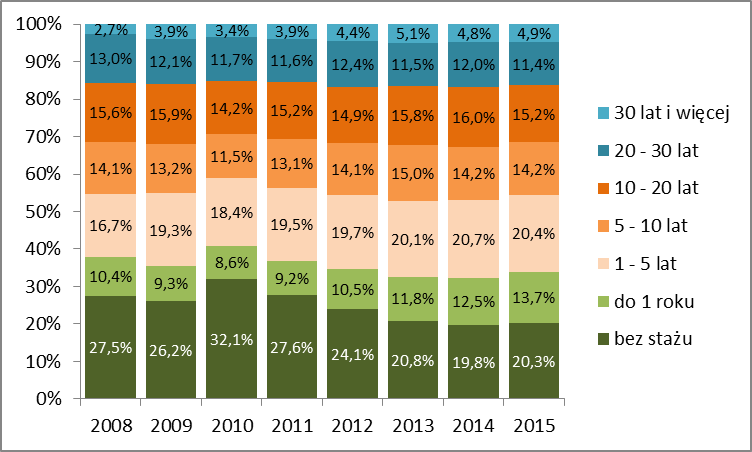 100%
90%
80%
70%
60%
50%
40%
30%
20%
10%
0%
2,7% 3,9% 3,4% 3,9% 4,4% 5,1% 4,8% 4,9%
13,0% 12,1% 11,7% 11,6% 12,4% 11,5% 12,0% 11,4%
15,6% 15,9% 14,2% 15,2% 14,9% 15,8% 16,0% 15,2%
14,1% 13,2% 11,5% 13,1% 14,1% 15,0% 14,2% 14,2%
16,7% 19,3% 18,4% 19,5% 19,7% 20,1% 20,7% 20,4%
10,4% 9,3% 8,6% 9,2% 10,5% 11,8% 12,5% 13,7%
27,5% 26,2% 32,1% 27,6% 24,1% 20,8% 19,8% 20,3%
2008 2009 2010 2011 2012 2013 2014 2015
30 lat i więcej
20 - 30 lat
10 - 20 lat
5 - 10 lat
1 - 5 lat
do 1 roku
bez stażu